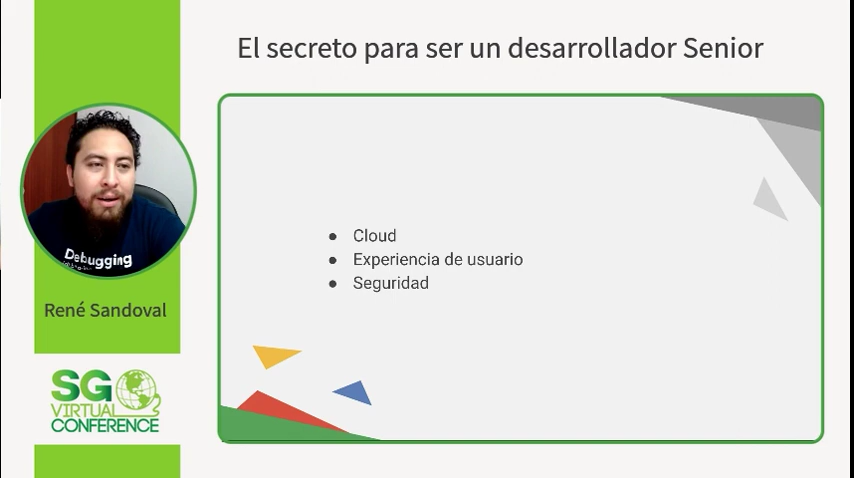 El secreto para ser un desarrollador Senior
Debugging
René Sandoval
SG
VIRTUAL
CONFERENCE
● Cloud
● Experiencia de usuario
● Seguridad